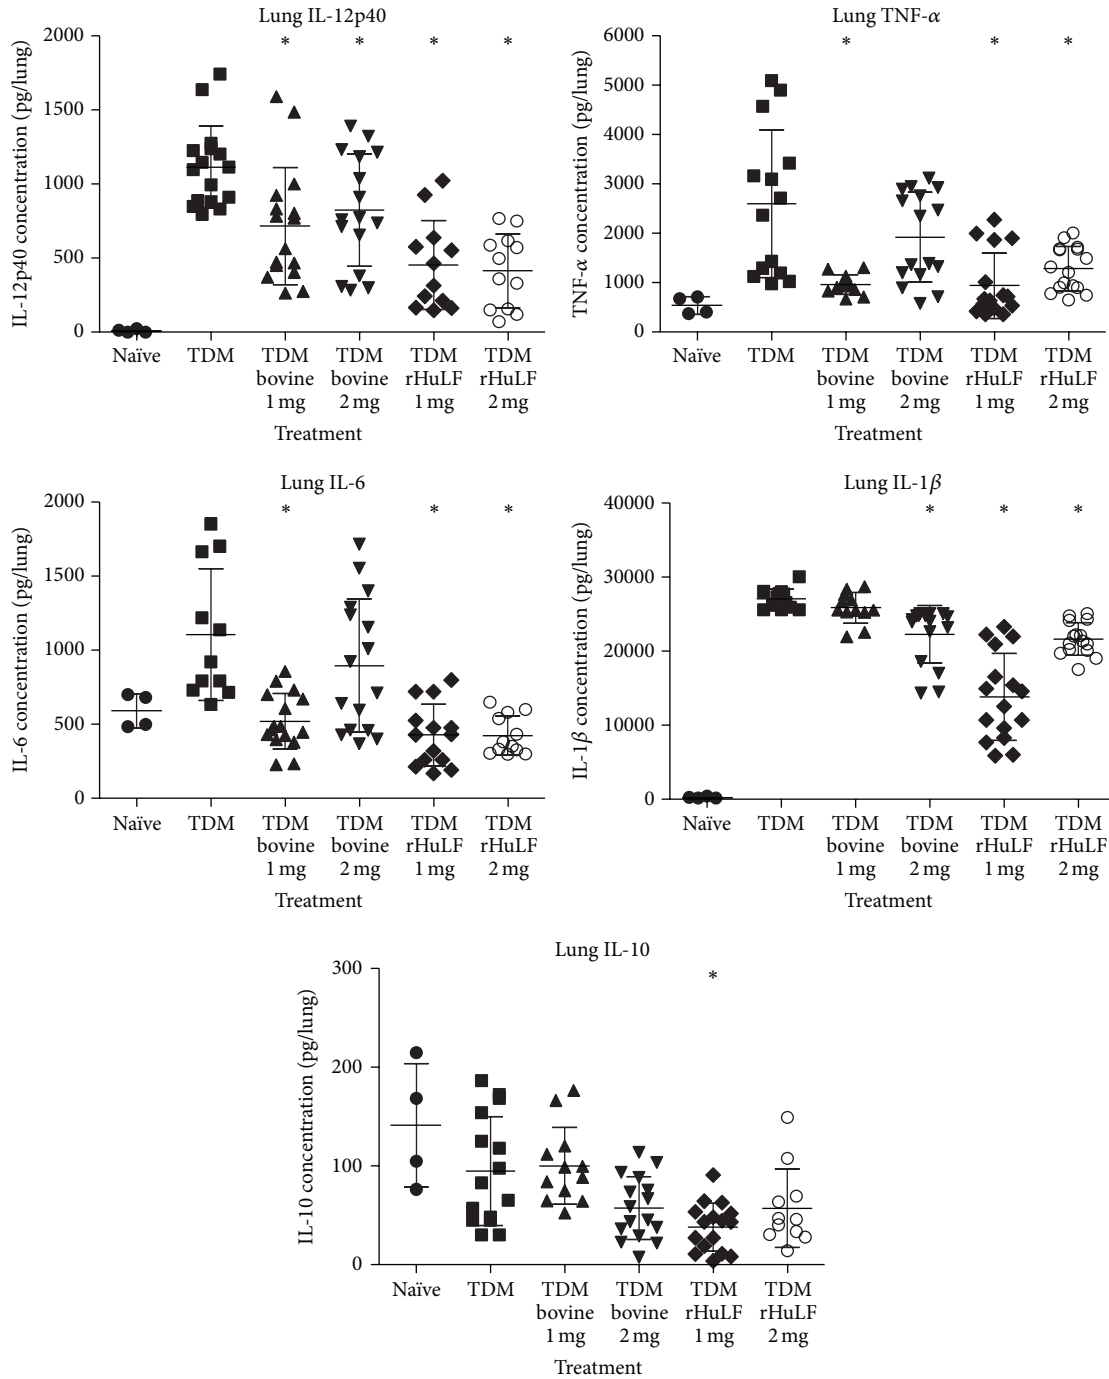 Lung IL-12p40
IL-12p40 concentration (pg/lung)
2000
1500
1000
500
0
* * * *
Naïve
TDM
TDM bovine 1 mg
TDM bovine 2 mg
TDM rHuLF 1 mg
TDM rHuLF 2 mg
Treatment
Lung TNF-α
TNF-α concentration (pg/lung)
6000
5000
4000
3000
2000
1000
0
* * *
Naïve
TDM
TDM bovine 1 mg
TDM bovine 2 mg
TDM rHuLF 1 mg
TDM rHuLF 2 mg
Treatment
Lung IL-6
IL-6 concentration (pg/lung)
2000
1500
1000
500
0
* * *
Naïve
TDM
TDM bovine 1 mg
TDM bovine 2 mg
TDM rHuLF 1 mg
TDM rHuLF 2 mg
Treatment
Lung IL-1β
IL-1β concentration (pg/lung)
40000
30000
20000
10000
0
* * *
Naïve
TDM
TDM bovine 1 mg
TDM bovine 2 mg
TDM rHuLF 1 mg
TDM rHuLF 2 mg
Treatment
Lung IL-10
IL-10 concentration (pg/lung)
300
200
100
0
*
Naïve
TDM
TDM bovine 1 mg
TDM bovine 2 mg
TDM rHuLF 1 mg
TDM rHuLF 2 mg
Treatment